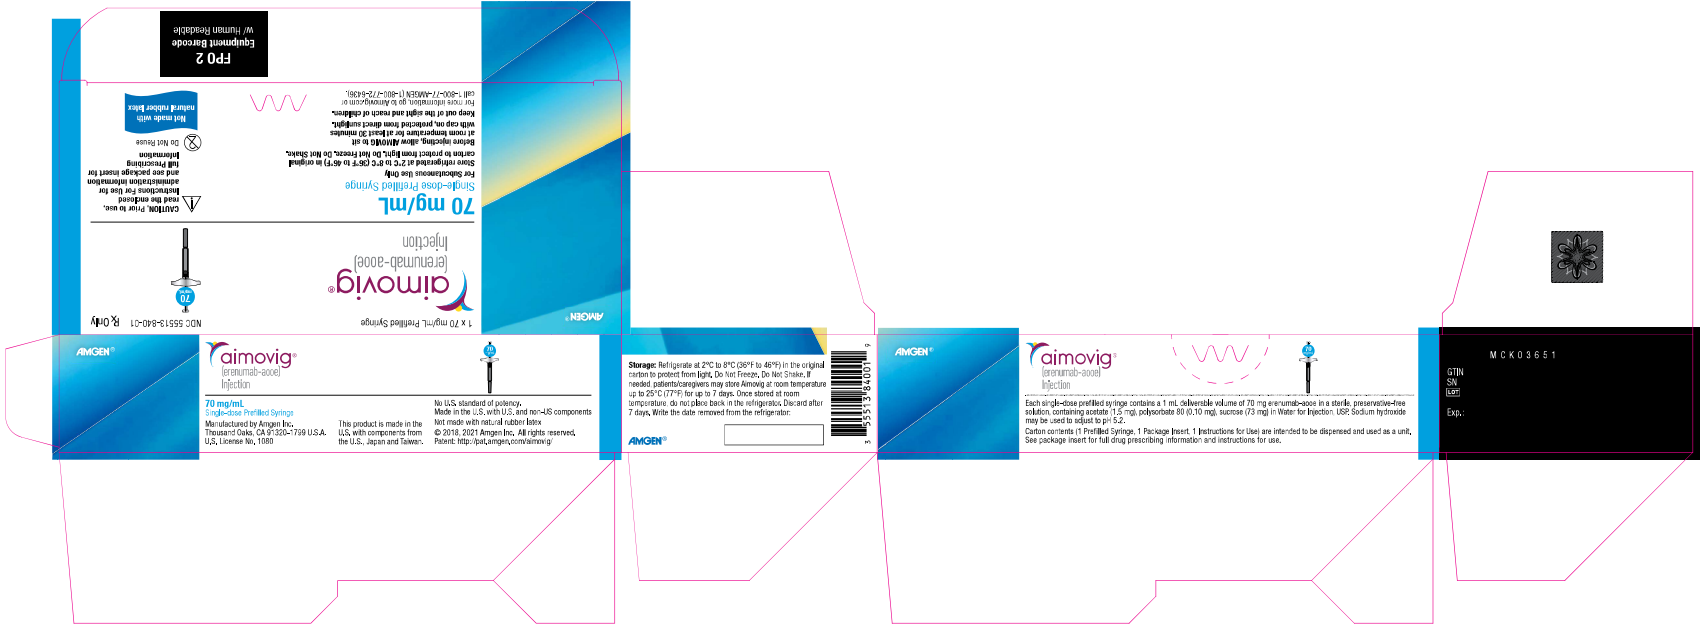 FPO 2
Equipment Barcode
W/ Human Readable
1 x 70 mg/mL Prefilled Syringe
NDC 55513-840-01
Rx Only
aimovig®
(erenumab-aooe)
Injection
70
mg/mL
70 mg/mL
Single-dose Prefilled Syringe
For Subcutaneous Use Only
Store refrigerated at 2°C to 8°C (36°F to 46°F) in original
carton to protect from light. Do Not Freeze. Do Not Shake.
Before injecting, allow AIMOVIG to sit
at room temperature for at least 30 minutes
with cap on, protected from direct sunlight.
Keep out of the sight and reach of children.
For more information, go to Aimovig.com or
call 1-800-77-AMGEN (1-800-772-6436).
CAUTION, Prior to use,
read the enclosed
Instructions For Use for
administration information
and see package insert for
full Prescribing
Information
Do Not Reuse
Not made with
natural rubber latex
AMGEN®
AMGEN®
aimovig®
(erenumab-aooe)
Injection
70
70 mg/mL
Single-dose Prefilled Syringe
Manufactured by Amgen Inc.
Thousand Oaks, CA 91320-1799 U.S.A.
U.S. License No. 1080
This product is made in the
U.S. with components from
the U.S., Japan and Taiwan.
No U.S. standard of potency.
Made in the U.S. with U.S. and non-US components
Not made with natural rubber latex
© 2018, 2021 Amgen Inc. All rights reserved.
Patent: http://pat.amgen.com/aimovig/
Storage: Refrigerate at 2°C to 8°C (36°F to 46°F) in the original
carton to protect from light. Do Not Freeze. Do Not Shake. If
needed, patients/caregivers may store Aimovig at room temperature
up to 25°C (77°F) for up to 7 days. Once stored at room
temperature, do not place back in the refrigerator. Discard after
7 days. Write the date removed from the refrigerator:
AMGEN®
3 55513 84001 9
AMGEN®
aimovig®
(erenumab-aooe)
Injection
70
Each single-dose prefilled syringe contains a 1 mL deliverable volume of 70 mg erenumab-aooe in a sterile, preservative-free
solution, containing acetate (1.5 mg), polysorbate 80 (0.10 mg), sucrose (73 mg) in Water for Injection, USP. Sodium hydroxide
may be used to adjust to pH 5.2.
Carton contents (1 Prefilled Syringe, 1 Package Insert, 1 Instructions for Use) are intended to be dispensed and used as a unit.
See package insert for full drug prescribing information and instructions for use.
MCK03651
GTIN
SN
LOT
Exp.: